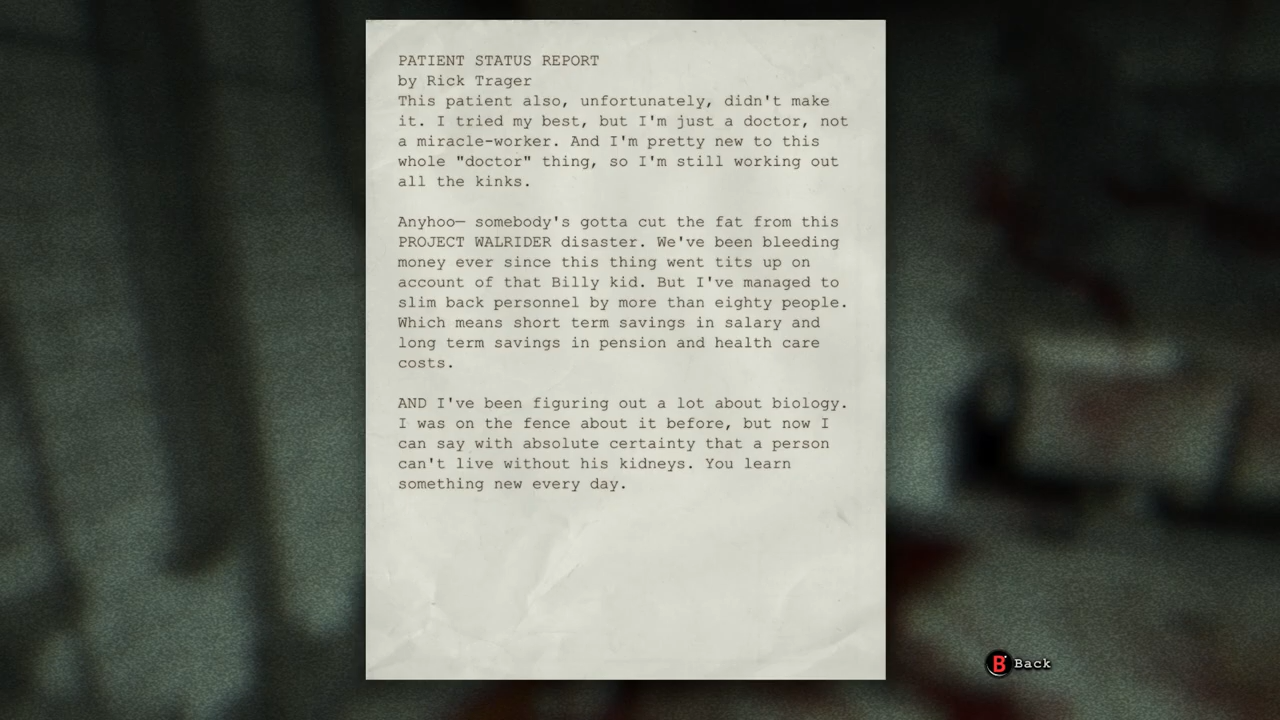 PATIENT STATUS REPORT
by Rick Trager
This patient also, unfortunately, didn't make
it. I tried my best, but I'm just a doctor, not
a miracle-worker. And I'm pretty new to this
whole "doctor" thing, so I'm still working out
all the kinks.
Anyhoo— somebody's gotta cut the fat from this
PROJECT WALRIDER disaster. We've been bleeding
money ever since this thing went tits up on
account of that Billy kid. But I've managed to
slim back personnel by more than eighty people.
Which means short term savings in salary and
long term savings in pension and health care
costs.
AND I've been figuring out a lot about biology.
I was on the fence about it before, but now I
can say with absolute certainty that a person
can't live without his kidneys. You learn
something new every day.
B Back